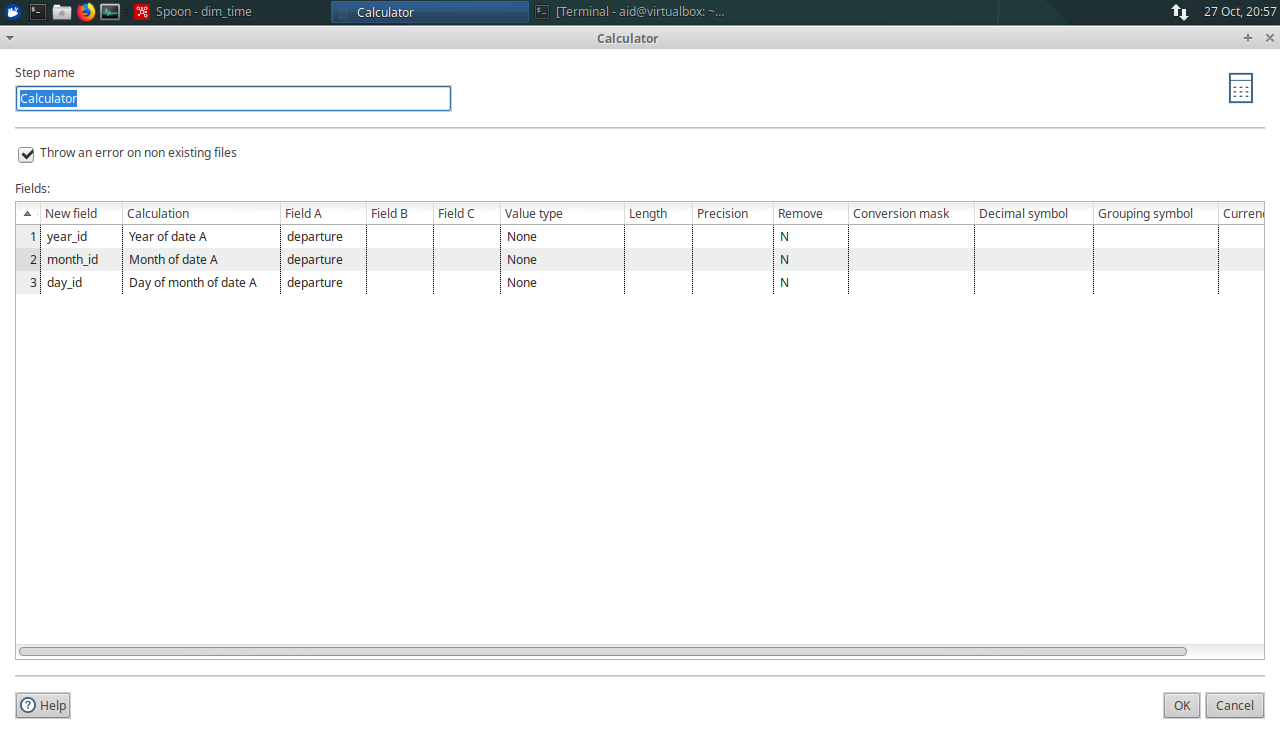 Spoon - dim_time
Calculator
[Terminal - aid@virtualbox: ~...
27 Oct, 20:57
Calculator
Step name
Calculator
Throw an error on non existing files
Fields:
New field Calculation Field A Field B Field C Value type Length Precision Remove Conversion mask Decimal symbol Grouping symbol
1 year_id Year of date A departure None N
2 month_id Month of date A departure None N
3 day_id Day of month of date A departure None N
Help
OK
Cancel